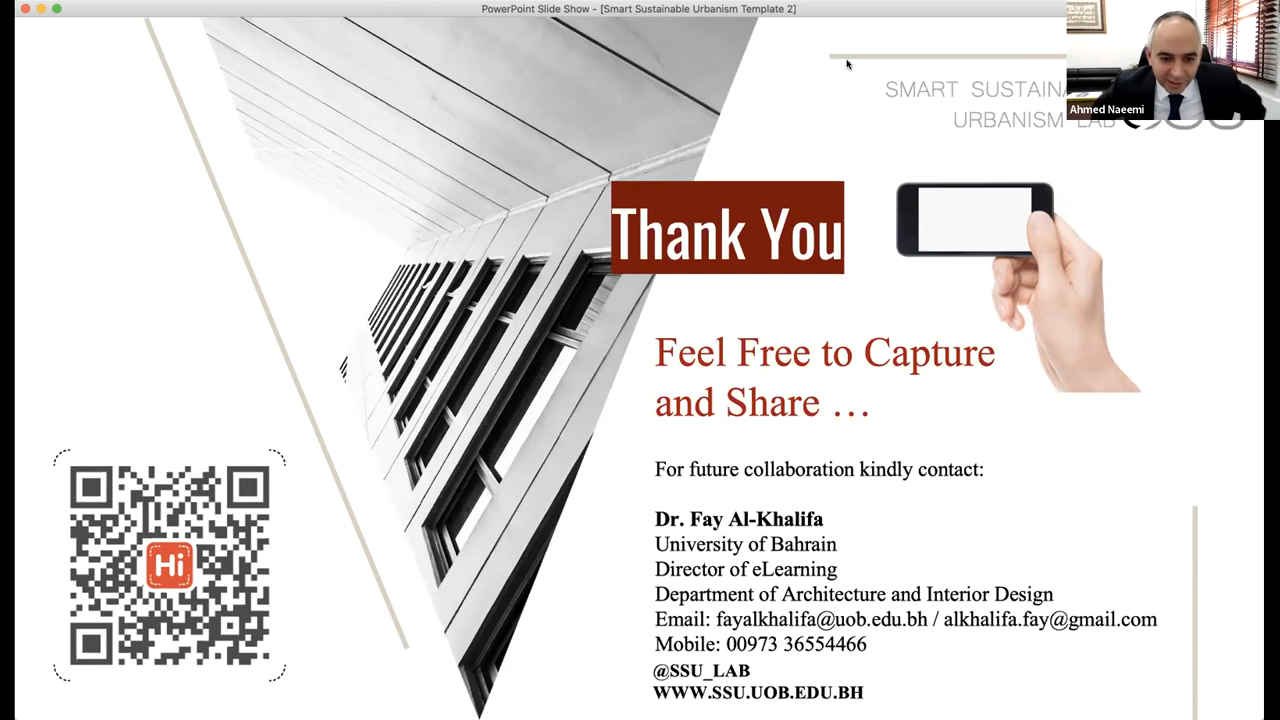 PowerPoint Slide Show - [Smart Sustainable Urbanism Template 2]
SMART SUSTAINA
URBANISM LAB
Ahmed Naeemi
Thank You
Feel Free to Capture
and Share …
For future collaboration kindly contact:
Dr. Fay Al-Khalifa
University of Bahrain
Director of eLearning
Department of Architecture and Interior Design
Email: fayalkhalifa@uob.edu.bh / alkhalifa.fay@gmail.com
Mobile: 00973 36554466
@SSU_LAB
WWW.SSU.UOB.EDU.BH
Hi